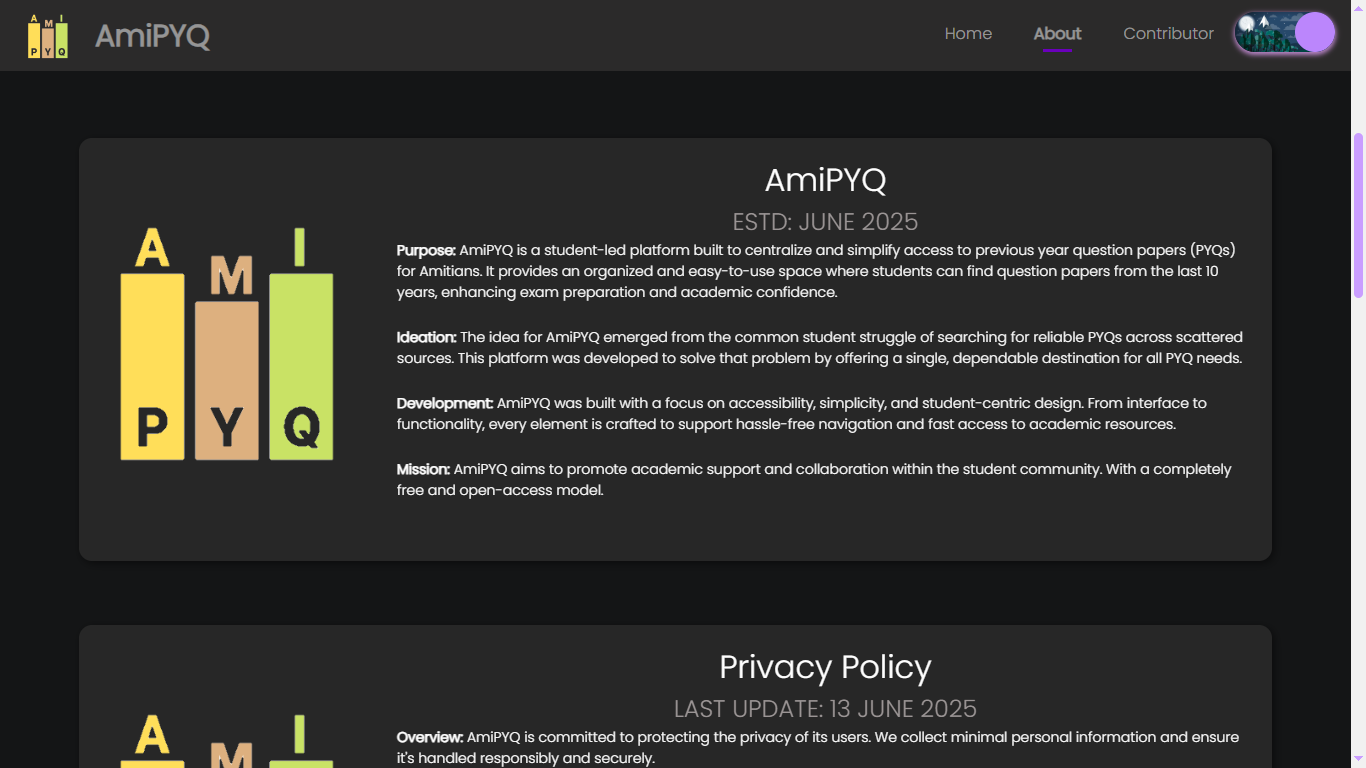 A M I
P Y Q
AmiPYQ
Home
About
Contributor
AmiPYQ
ESTD: JUNE 2025
A M I
P Y Q
Purpose: AmiPYQ is a student-led platform built to centralize and simplify access to previous year question papers (PYQs)
for Amitians. It provides an organized and easy-to-use space where students can find question papers from the last 10
years, enhancing exam preparation and academic confidence.
Ideation: The idea for AmiPYQ emerged from the common student struggle of searching for reliable PYQs across scattered
sources. This platform was developed to solve that problem by offering a single, dependable destination for all PYQ needs.
Development: AmiPYQ was built with a focus on accessibility, simplicity, and student-centric design. From interface to
functionality, every element is crafted to support hassle-free navigation and fast access to academic resources.
Mission: AmiPYQ aims to promote academic support and collaboration within the student community. With a completely
free and open-access model.
Privacy Policy
LAST UPDATE: 13 JUNE 2025
A M I
Overview: AmiPYQ is committed to protecting the privacy of its users. We collect minimal personal information and ensure
it's handled responsibly and securely.